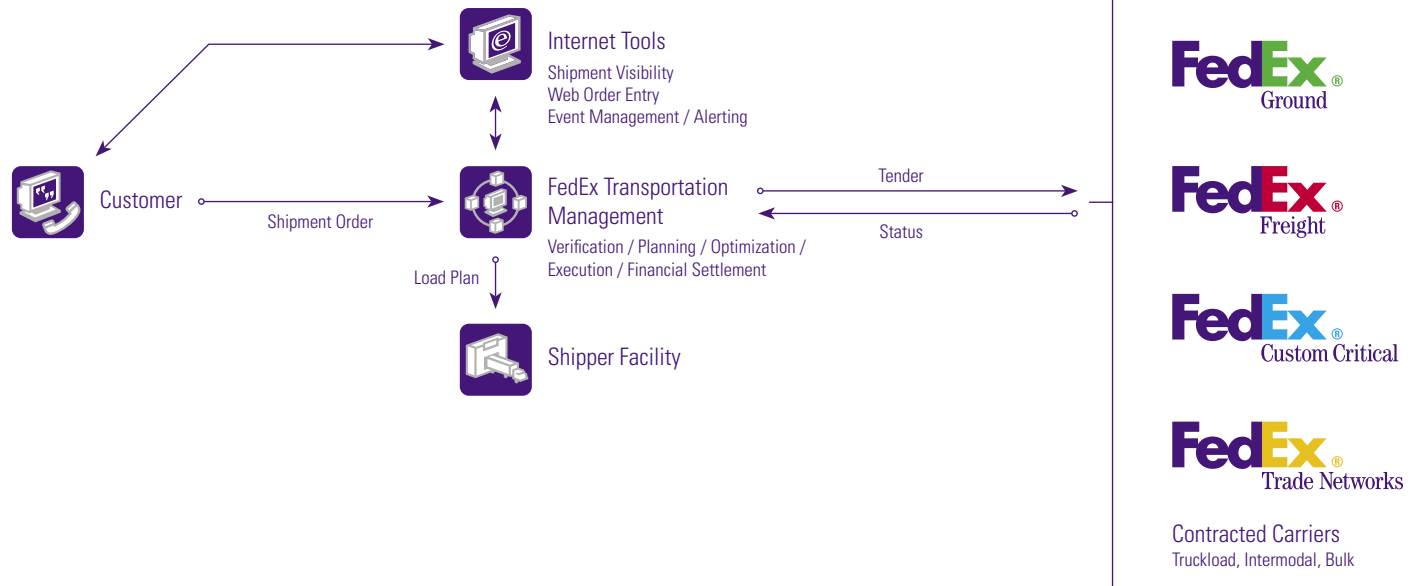 Internet Tools
Shipment Visibility
Web Order Entry
Event Management / Alerting
e
Customer
Shipment Order
FedEx Transportation
Management
Verification / Planning / Optimization /
Execution / Financial Settlement
Tender
Status
Load Plan
Shipper Facility
FedEx®
Ground
FedEx®
Freight
FedEx®
Custom Critical
FedEx®
Trade Networks
Contracted Carriers
Truckload, Intermodal, Bulk